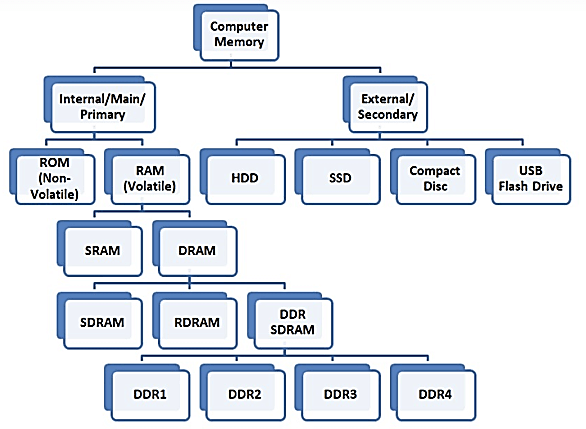 Computer
Memory
Internal/Main/
Primary
External/
Secondary
ROM
(Non-
Volatile)
RAM
(Volatile)
HDD
SSD
Compact
Disc
USB
Flash Drive
SRAM
DRAM
SDRAM
RDRAM
DDR
SDRAM
DDR1
DDR2
DDR3
DDR4